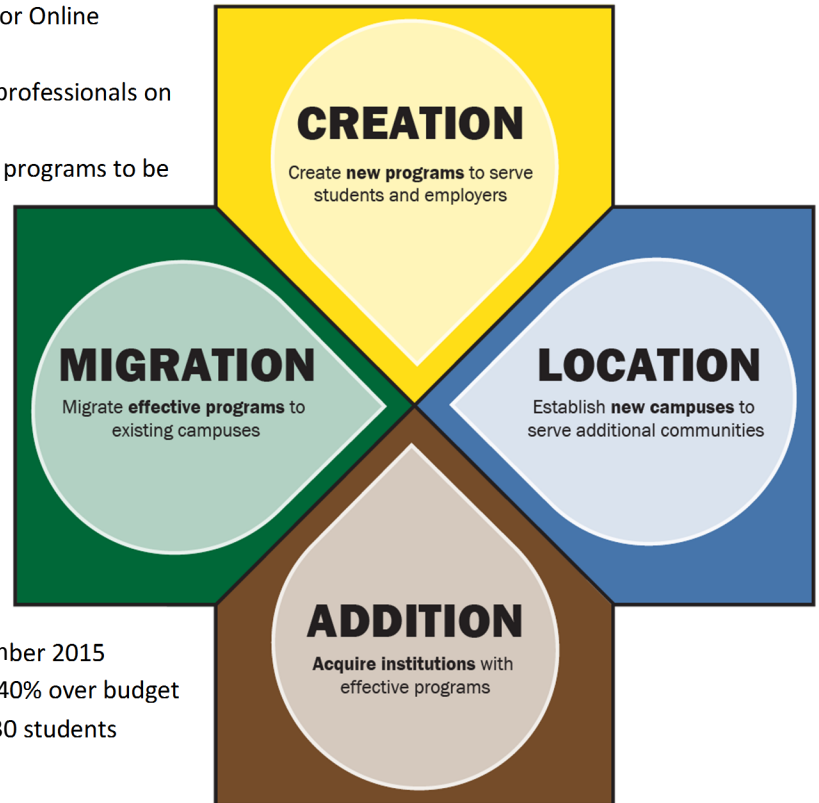 or Online
professionals on
programs to be
CREATION
Create new programs to serve
students and employers
MIGRATION
Migrate effective programs to
existing campuses
LOCATION
Establish new campuses to
serve additional communities
ADDITION
Acquire institutions with
effective programs
2015
40% over budget
students